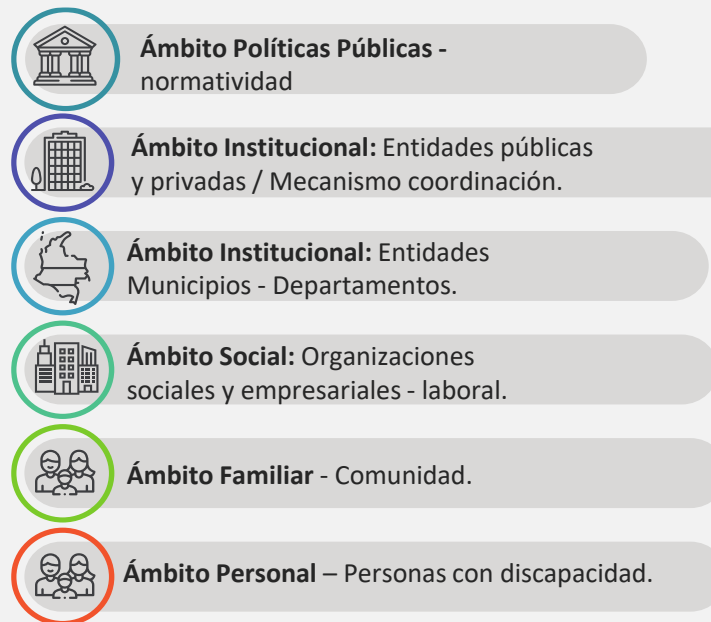 Ámbito Políticas Públicas -
normatividad
Ámbito Institucional: Entidades públicas
y privadas / Mecanismo coordinación.
Ámbito Institucional: Entidades
Municipios - Departamentos.
Ámbito Social: Organizaciones
sociales y empresariales - laboral.
Ámbito Familiar - Comunidad.
Ámbito Personal – Personas con discapacidad.